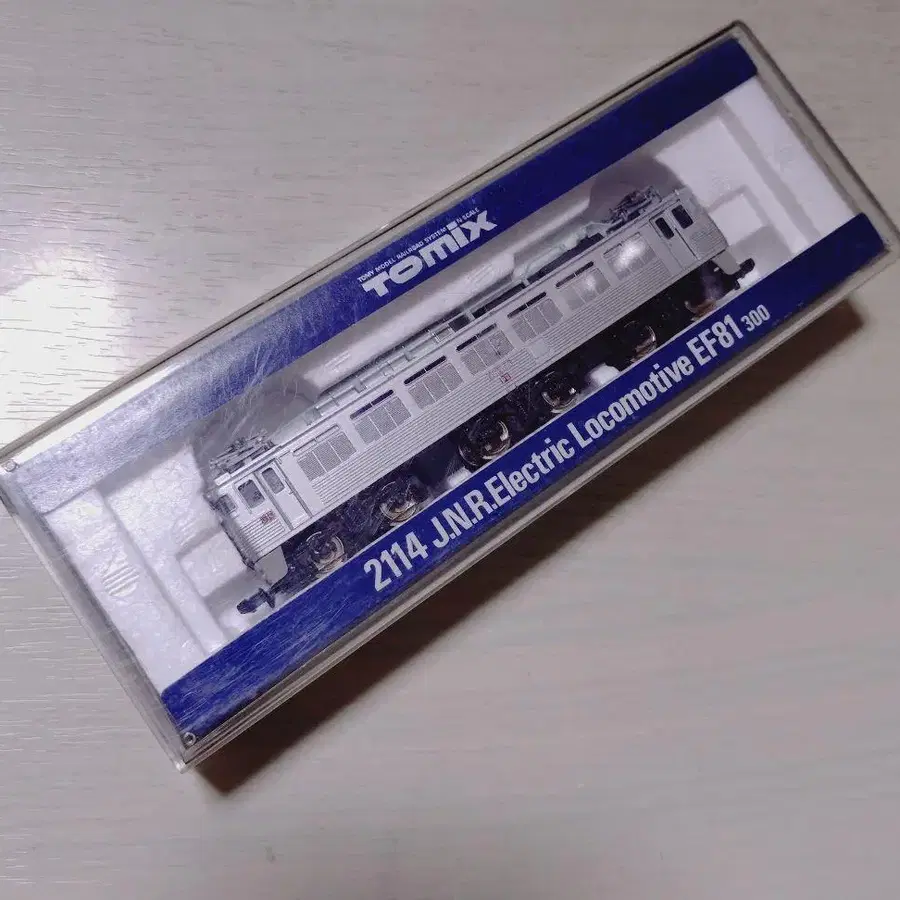 TOMY MODEL RAILROAD SYSTEM N SCALE
TOMIX
2114 J.N.R.Electric Locomotive EF81 300